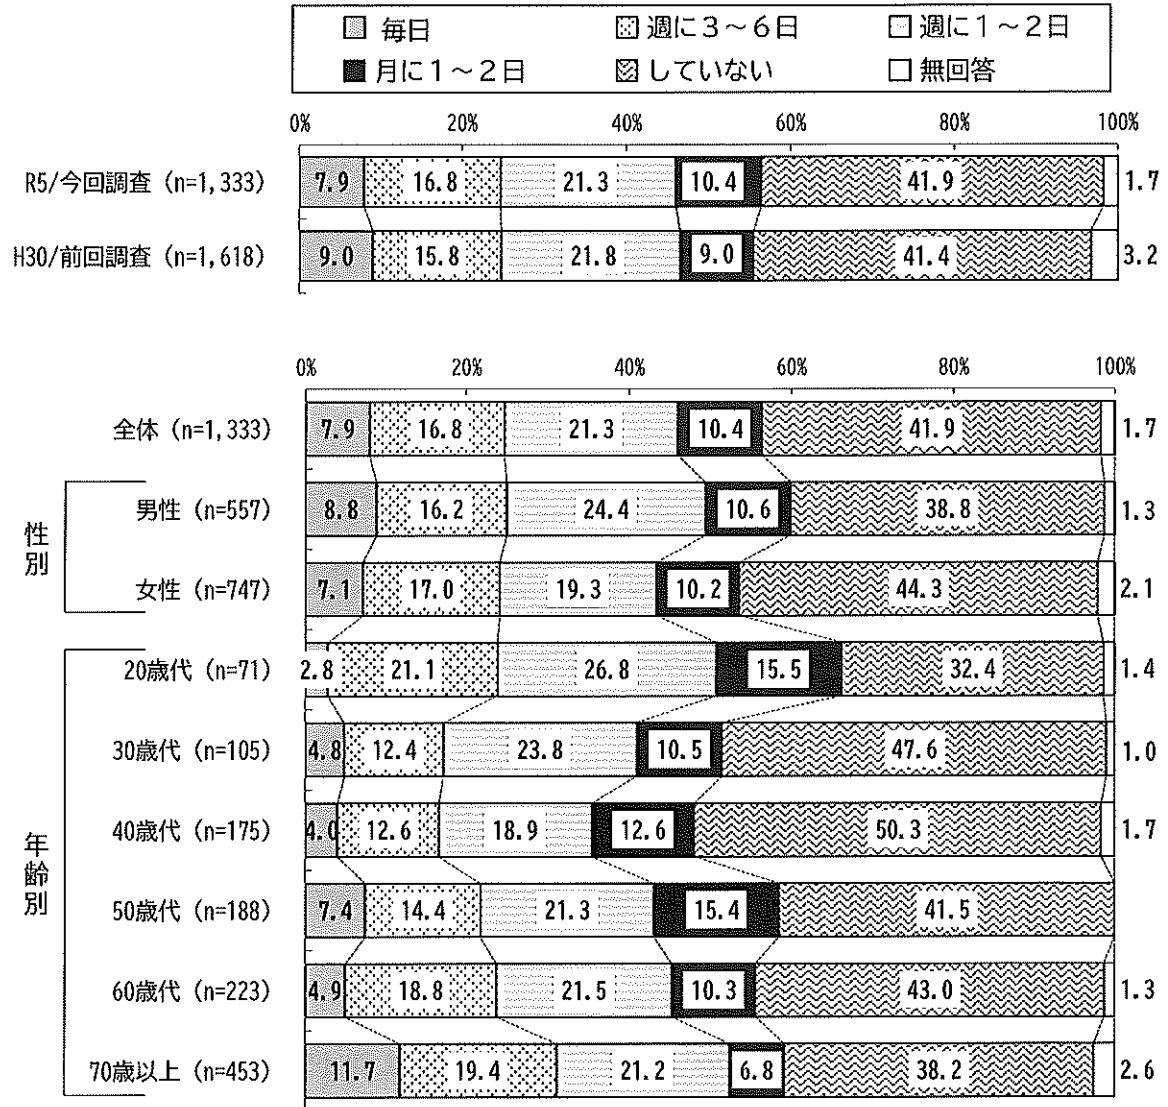 毎日 週に3～6日 週に1～2日
月に1～2日 していない 無回答
0% 20% 40% 60% 80% 100%
R5/今回調査 (n=1,333) 7.9 16.8 21.3 10.4 41.9 1.7
H30/前回調査 (n=1,618) 9.0 15.8 21.8 9.0 41.4 3.2
0% 20% 40% 60% 80% 100%
全体 (n=1,333) 7.9 16.8 21.3 10.4 41.9 1.7
性別
男性 (n=557) 8.8 16.2 24.4 10.6 38.8 1.3
女性 (n=747) 7.1 17.0 19.3 10.2 44.3 2.1
年齢別
20歳代 (n=71) 2.8 21.1 26.8 15.5 32.4 1.4
30歳代 (n=105) 4.8 12.4 23.8 10.5 47.6 1.0
40歳代 (n=175) 4.0 12.6 18.9 12.6 50.3 1.7
50歳代 (n=188) 7.4 14.4 21.3 15.4 41.5
60歳代 (n=223) 4.9 18.8 21.5 10.3 43.0 1.3
70歳以上 (n=453) 11.7 19.4 21.2 6.8 38.2 2.6